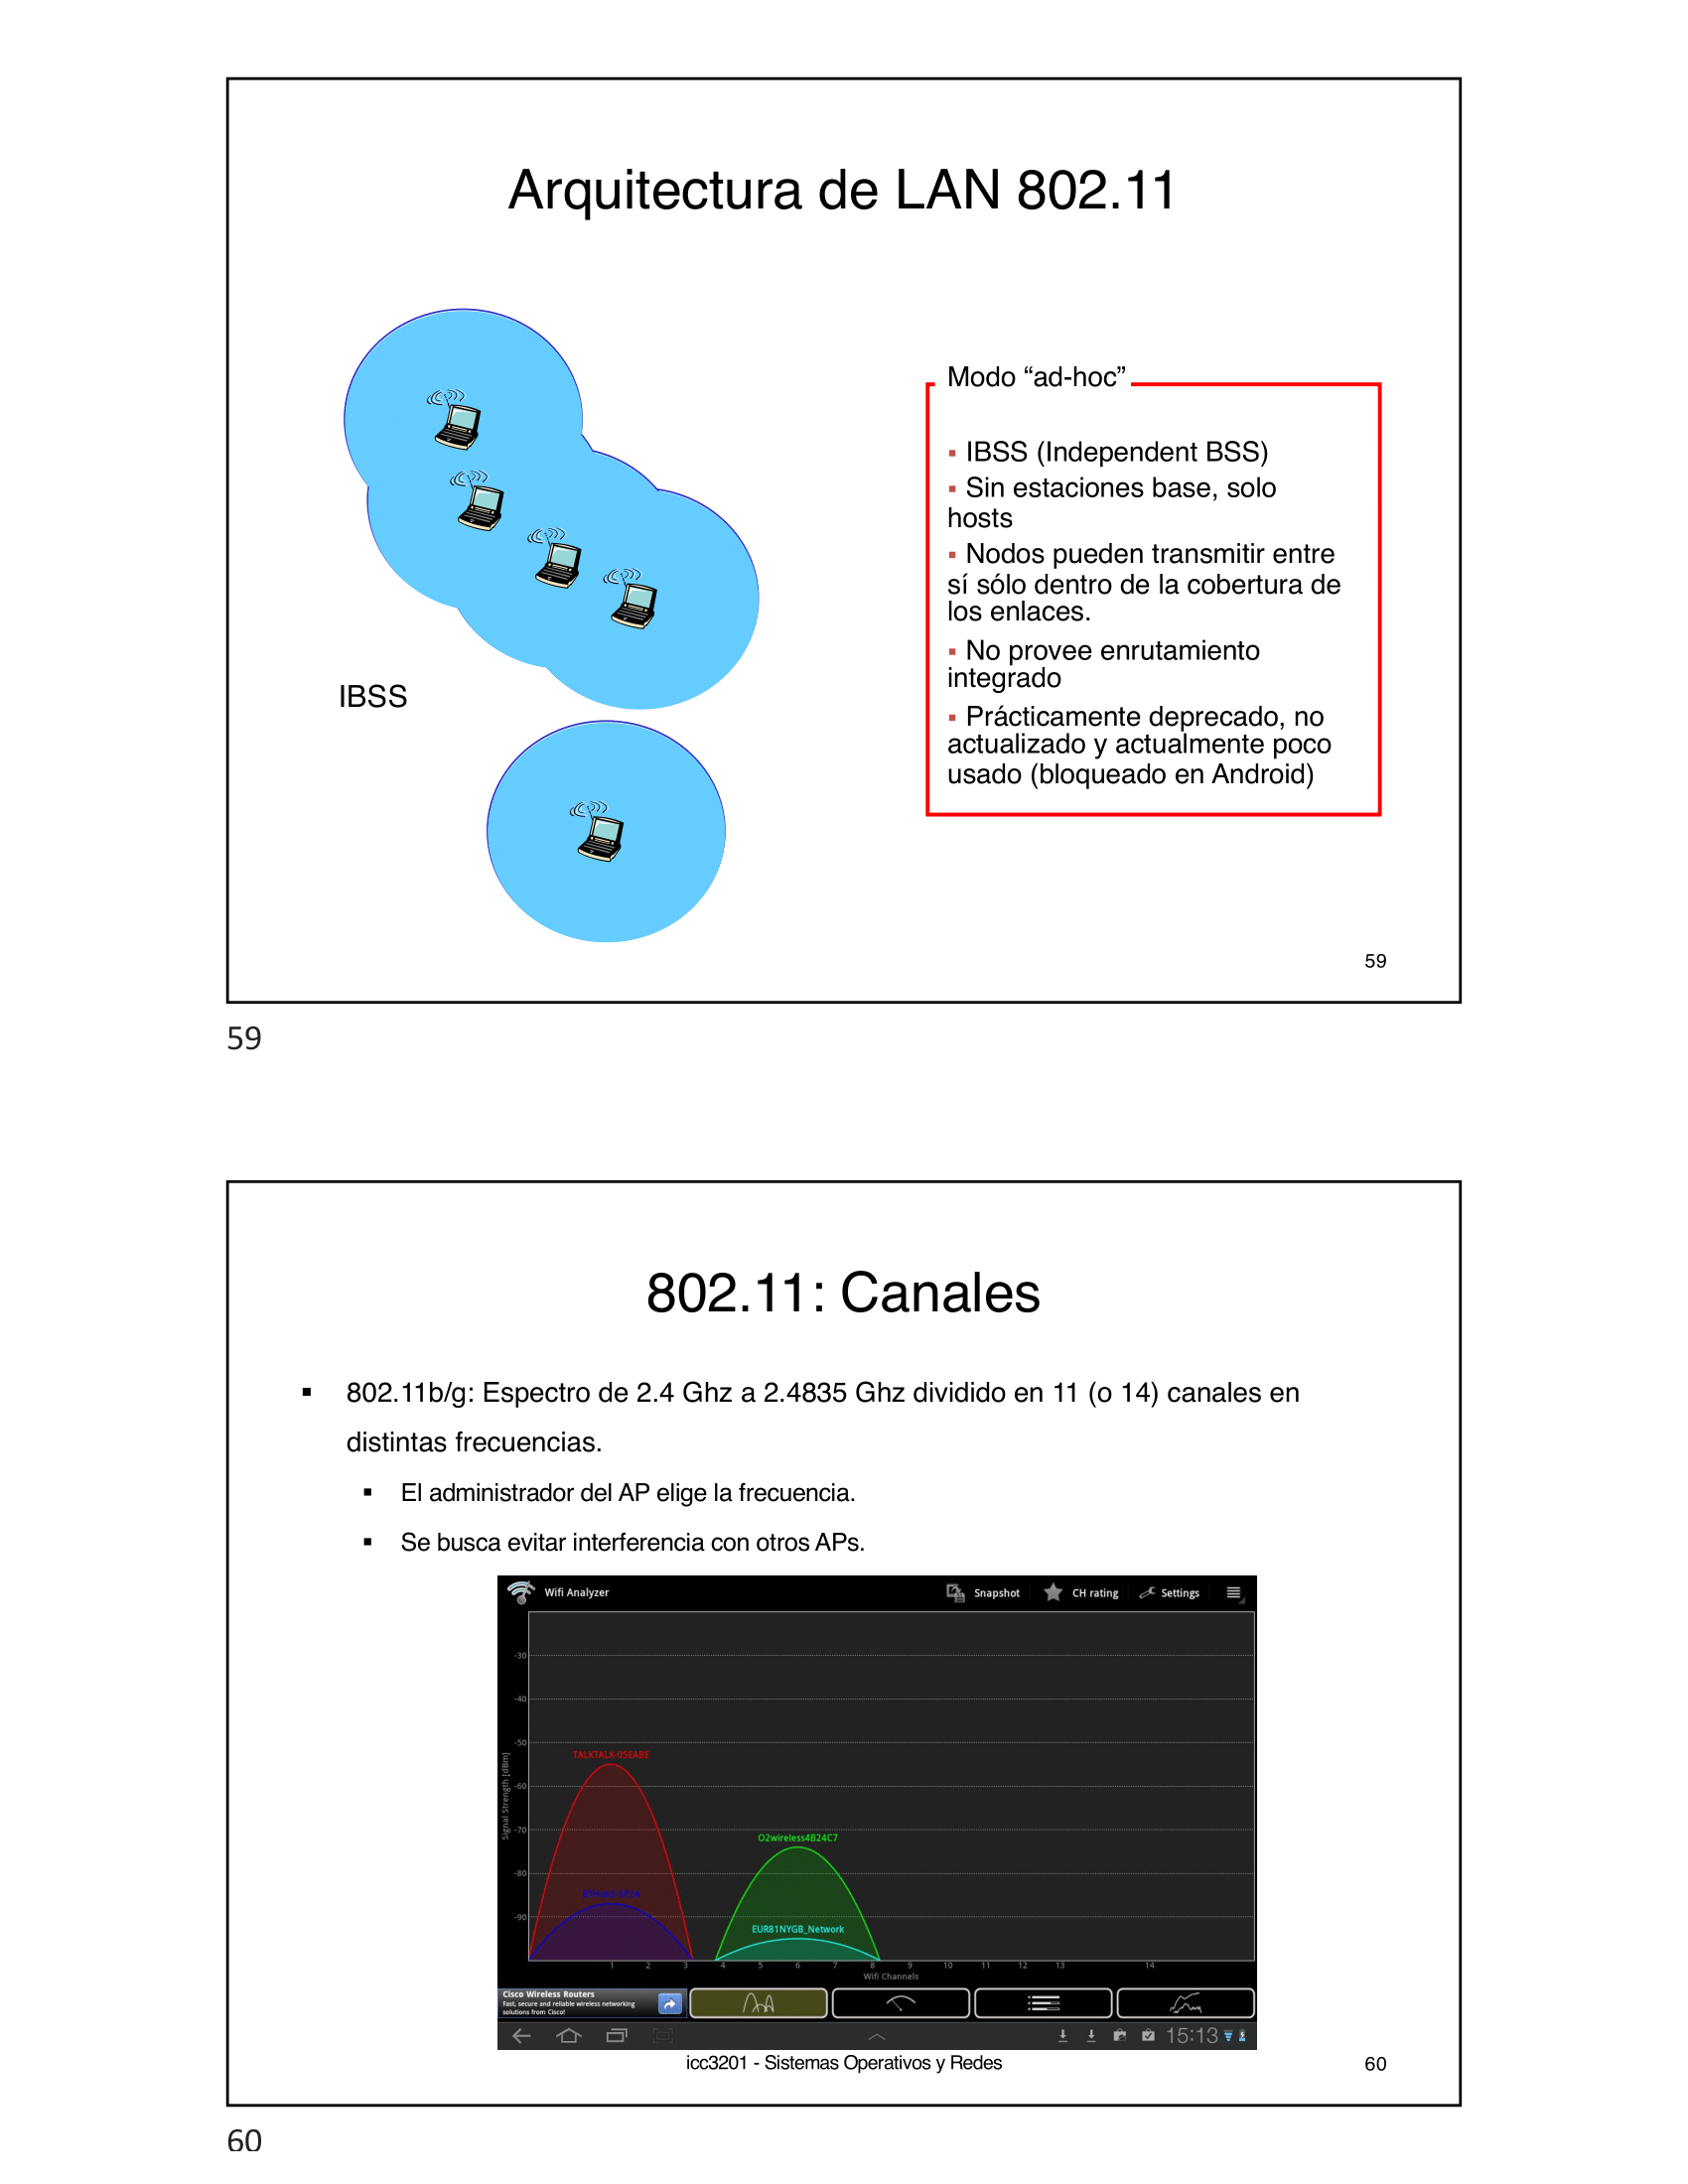 Arquitectura de LAN 802.11
Modo “ad-hoc”
▪ IBSS (Independent BSS)
▪ Sin estaciones base, solo
hosts
▪ Nodos pueden transmitir entre
sí sólo dentro de la cobertura de
los enlaces.
▪ No provee enrutamiento
integrado
▪ Prácticamente deprecado, no
actualizado y actualmente poco
usado (bloqueado en Android)
IBSS
59
59
802.11: Canales
▪ 802.11b/g: Espectro de 2.4 Ghz a 2.4835 Ghz dividido en 11 (o 14) canales en
distintas frecuencias.
▪ El administrador del AP elige la frecuencia.
▪ Se busca evitar interferencia con otros APs.
Wifi Analyzer Snapshot CH rating Settings
-30
-40
-50
-60
-70
-80
-90
Signal Strength [dBm]
TALKTALK-05EABE
O2wireless4B24C7
EUR81NYGB_Network
1 2 3 4 5 6 7 8 9 10 11 12 13 14
Wifi Channels
Cisco Wireless Routers
Fast, secure and reliable wireless networking
solutions from Cisco!
15:13
icc3201 - Sistemas Operativos y Redes
60
60